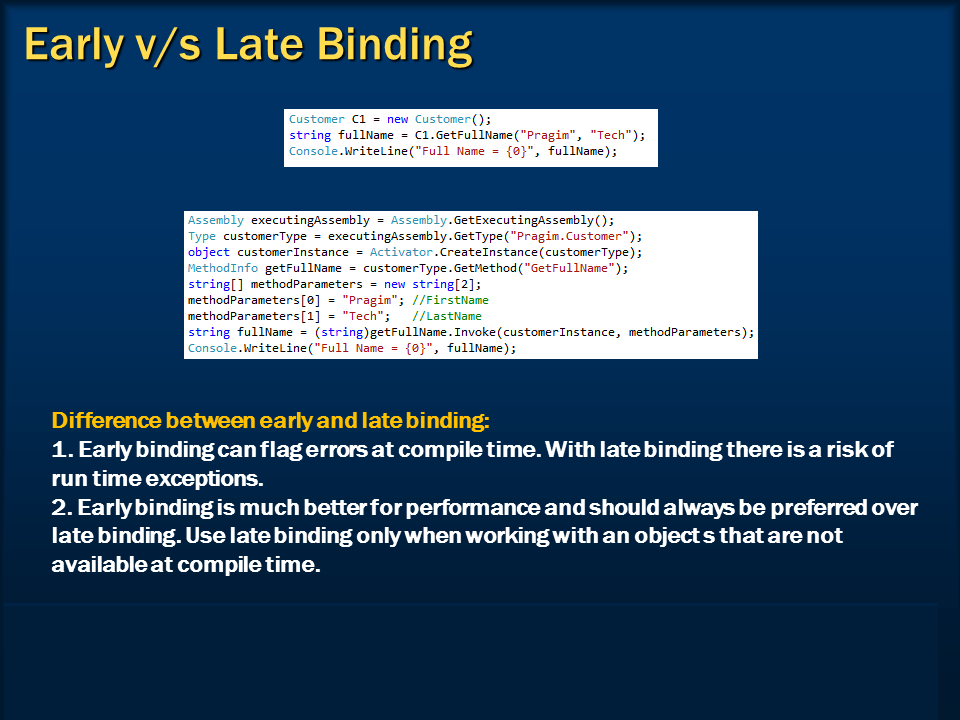 Early v/s Late Binding
Customer C1 = new Customer();
string fullName = C1.GetFullName("Pragim", "Tech");
Console.WriteLine("Full Name = {0}", fullName);
Assembly executingAssembly = Assembly.GetExecutingAssembly();
Type customerType = executingAssembly.GetType("Pragim.Customer");
object customerInstance = Activator.CreateInstance(customerType);
MethodInfo getFullName = customerType.GetMethod("GetFullName");
string[] methodParameters = new string[2];
methodParameters[0] = "Pragim"; //FirstName
methodParameters[1] = "Tech";   //LastName
string fullName = (string)getFullName.Invoke(customerInstance, methodParameters);
Console.WriteLine("Full Name = {0}", fullName);
Difference between early and late binding:
1. Early binding can flag errors at compile time. With late binding there is a risk of
run time exceptions.
2. Early binding is much better for performance and should always be preferred over
late binding. Use late binding only when working with an object s that are not
available at compile time.